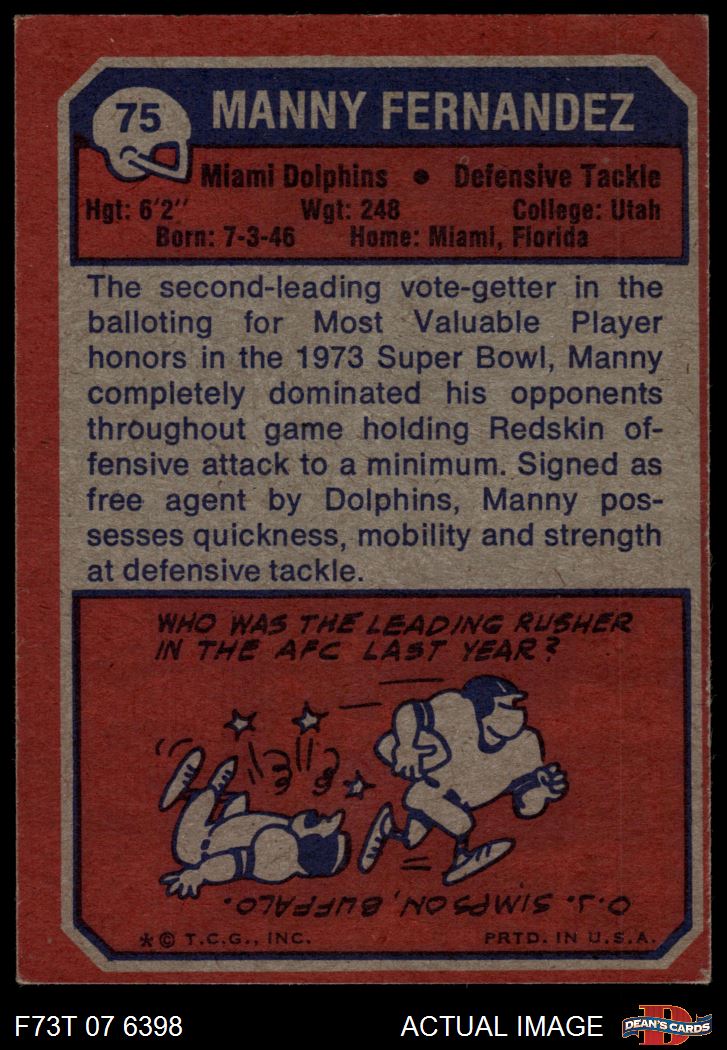 75
MANNY FERNANDEZ
Miami Dolphins • Defensive Tackle
Hgt: 6'2" Wgt: 248 College: Utah
Born: 7-3-46 Home: Miami, Florida
The second-leading vote-getter in the
balloting for Most Valuable Player
honors in the 1973 Super Bowl, Manny
completely dominated his opponents
throughout game holding Redskin of-
fensive attack to a minimum. Signed as
free agent by Dolphins, Manny pos-
sesses quickness, mobility and strength
at defensive tackle.
WHO WAS THE LEADING RUSHER
IN THE AFC LAST YEAR?
O.J. SIMPSON, BUFFALO.
* © T.C.G., INC. PRTD. IN U.S.A.
F73T 07 6398 ACTUAL IMAGE
D
DEAN'S CARDS